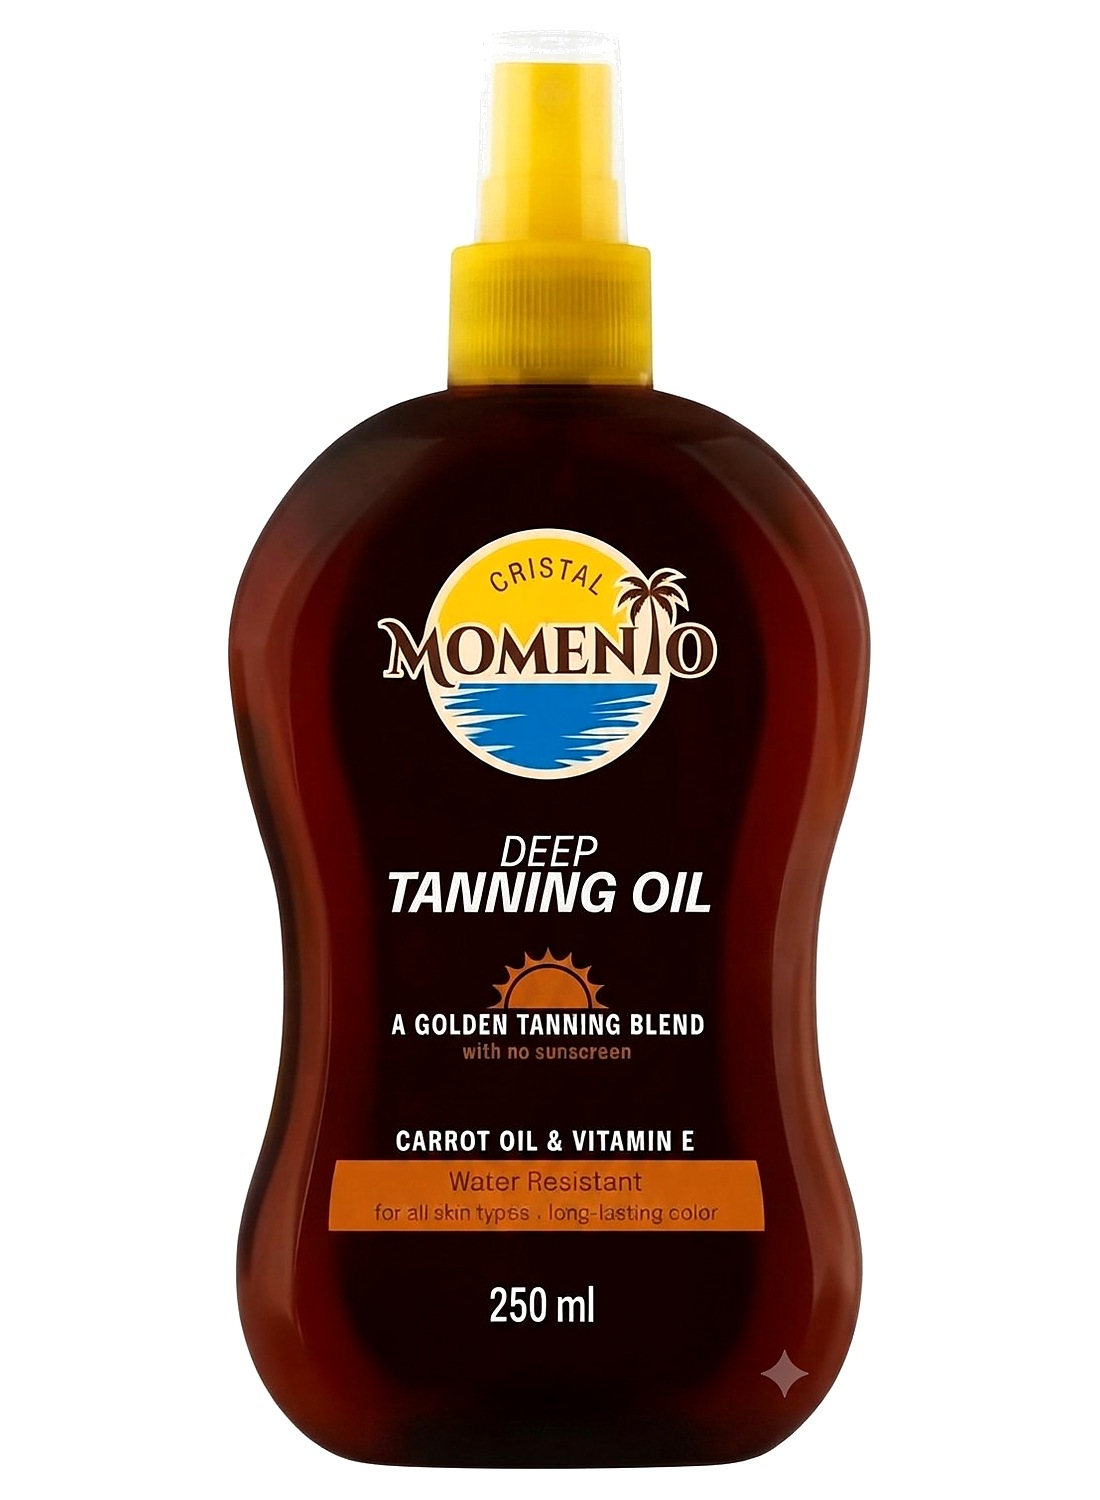 CRISTAL
MOMENTO
DEEP
TANNING OIL
A GOLDEN TANNING BLEND
with no sunscreen
CARROT OIL & VITAMIN E
Water Resistant
for all skin types . long-lasting color
250 ml